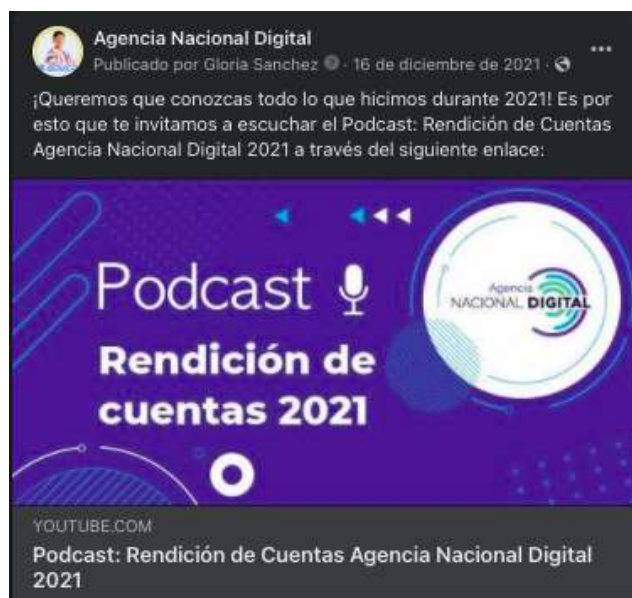 Agencia Nacional Digital
Publicado por Gloria Sanchez · 16 de diciembre de 2021 ·
¡Queremos que conozcas todo lo que hicimos durante 2021! Es por
esto que te invitamos a escuchar el Podcast: Rendición de Cuentas
Agencia Nacional Digital 2021 a través del siguiente enlace:
Podcast
Agencia
NACIONAL DIGITAL
Rendición de
cuentas 2021
YOUTUBE.COM
Podcast: Rendición de Cuentas Agencia Nacional Digital
2021